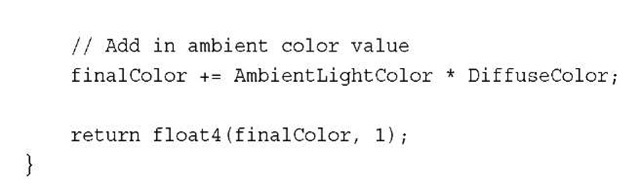 // Add in ambient color value
finalColor += AmbientLightColor * DiffuseColor;
return float4(finalColor, 1);
}